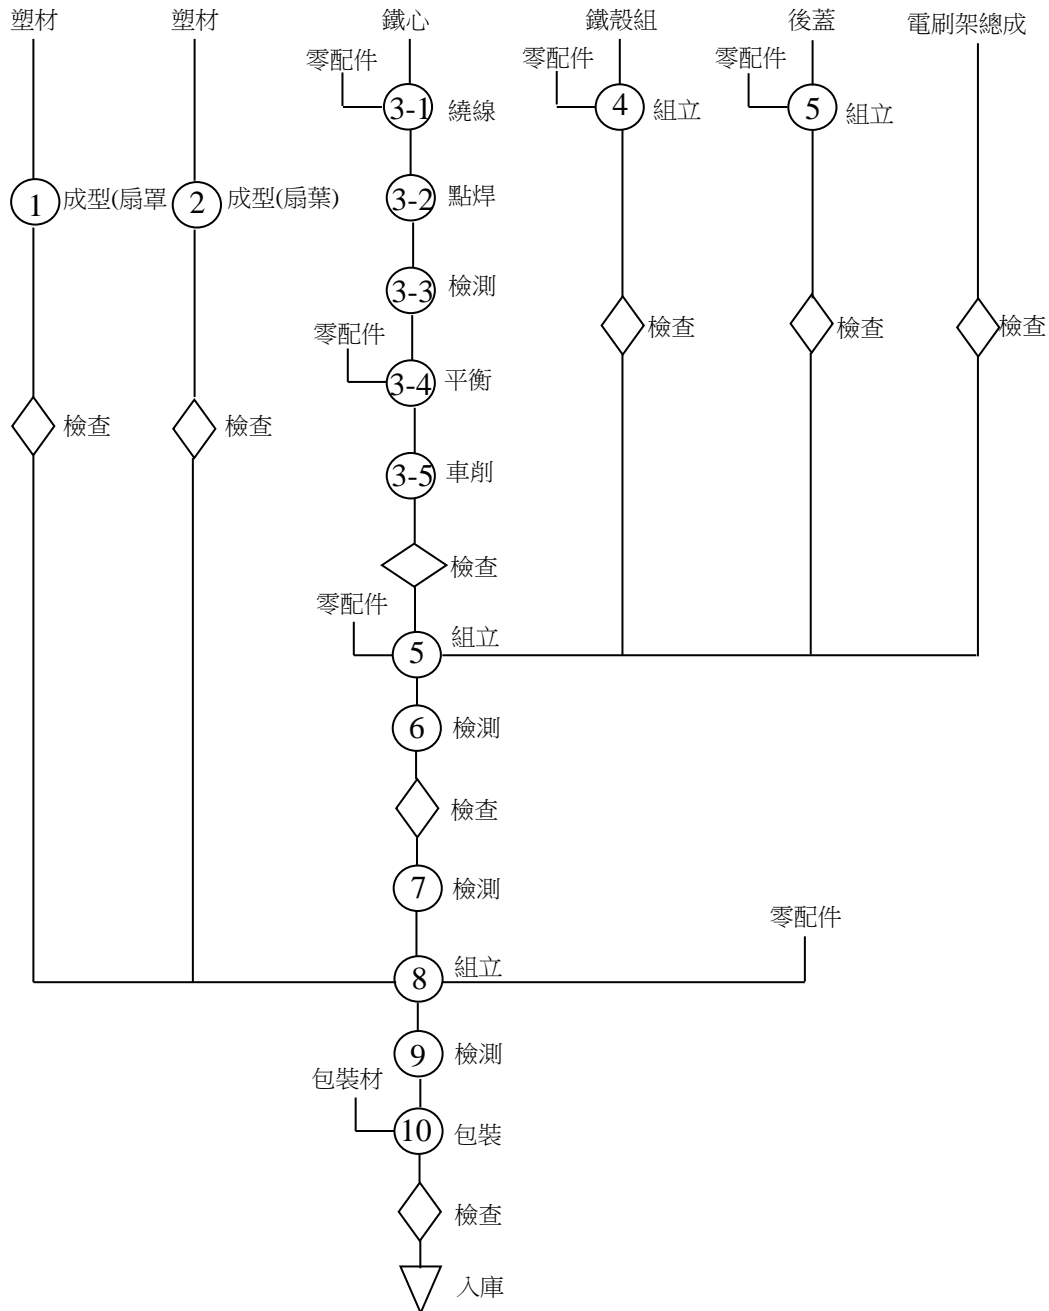 塑材 塑材 鐵心 鐵殼組 後蓋 電刷架總成
零配件 零配件 零配件
3-1 繞線 4 組立 5 組立
1 成型(扇罩 2 成型(扇葉) 3-2 點焊
3-3 檢測
零配件 檢查 檢查 檢查
3-4 平衡
檢查 檢查
3-5 車削
檢查
零配件
5 組立
6 檢測
檢查
7 檢測
零配件
8 組立
9 檢測
包裝材
10 包裝
檢查
入庫